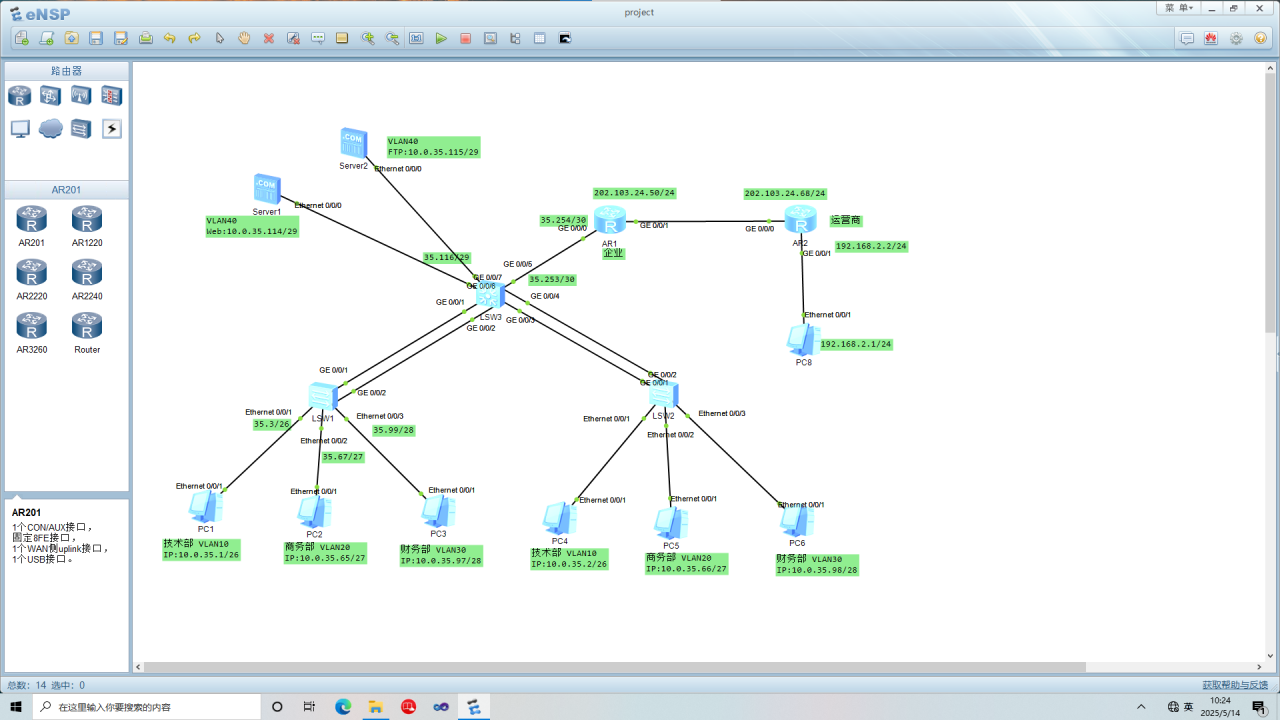 eNSP
project
菜 单
路由器
AR201
AR201
AR1220
AR2220
AR2240
AR3260
Router
AR201
1个CON/AUX接口，
固定8FE接口，
1个WAN侧uplink接口，
1个USB接口。
VLAN40
FTP:10.0.35.115/29
Server2
Ethernet 0/0/0
Server1
Ethernet 0/0/0
VLAN40
Web:10.0.35.114/29
202.103.24.50/24
202.103.24.68/24
35.254/30
GE 0/0/0
GE 0/0/1
GE 0/0/0
运营商
AR1
企业
AR2
192.168.2.2/24
GE 0/0/1
35.116/29
GE 0/0/5
35.253/30
GE 0/0/7
GE 0/0/6
GE 0/0/4
GE 0/0/1
LSW3
GE 0/0/3
GE 0/0/2
Ethernet 0/0/1
192.168.2.1/24
PC8
GE 0/0/1
GE 0/0/2
GE 0/0/2
GE 0/0/1
Ethernet 0/0/1
LSW1
Ethernet 0/0/3
35.3/26
35.99/28
Ethernet 0/0/2
35.67/27
Ethernet 0/0/1
LSW2
Ethernet 0/0/3
Ethernet 0/0/2
Ethernet 0/0/1
Ethernet 0/0/1
Ethernet 0/0/1
Ethernet 0/0/1
Ethernet 0/0/1
Ethernet 0/0/1
PC1
技术部 VLAN10
IP:10.0.35.1/26
PC2
商务部 VLAN20
IP:10.0.35.65/27
PC3
财务部 VLAN30
IP:10.0.35.97/28
PC4
技术部 VLAN10
IP:10.0.35.2/26
PC5
商务部 VLAN20
IP:10.0.35.66/27
PC6
财务部 VLAN30
IP:10.0.35.98/28
总数: 14 选中: 0
获取帮助与反馈
在这里输入你要搜索的内容
英
10:24
2025/5/14
1